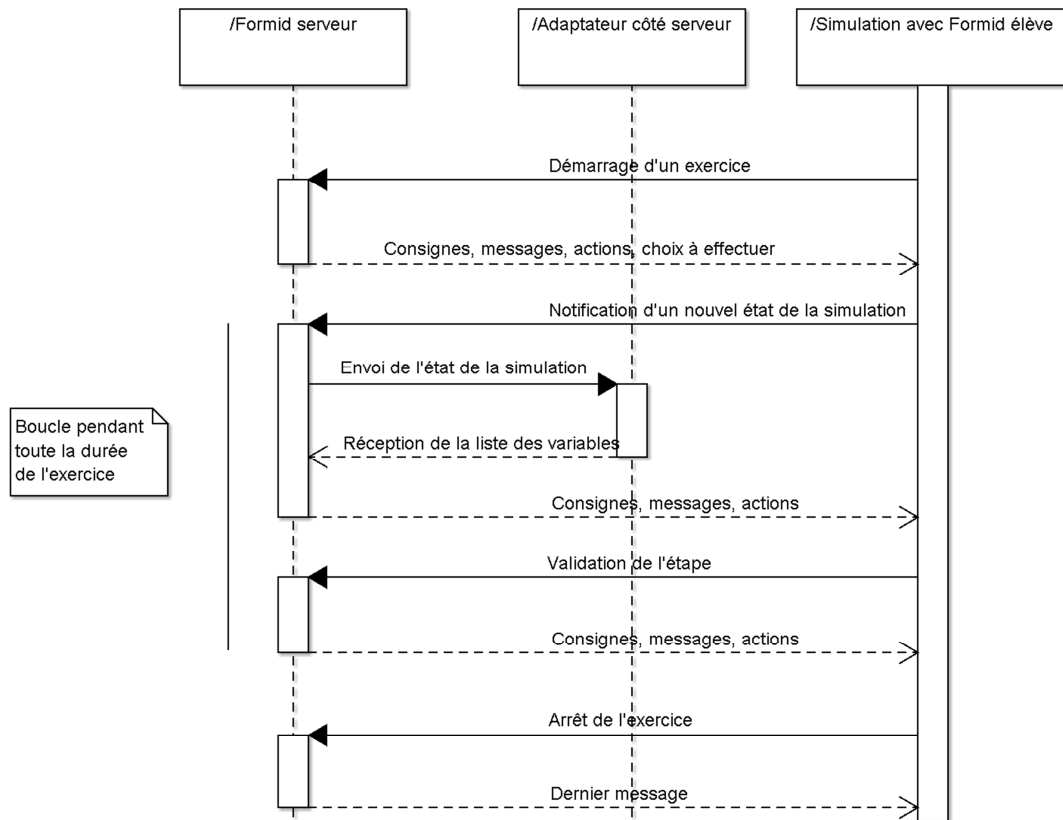 /Formid serveur
/Adaptateur côté serveur
/Simulation avec Formid élève
Démarrage d'un exercice
Consignes, messages, actions, choix à effectuer
Notification d'un nouvel état de la simulation
Envoi de l'état de la simulation
Boucle pendant
toute la durée
de l'exercice
Réception de la liste des variables
Consignes, messages, actions
Validation de l'étape
Consignes, messages, actions
Arrêt de l'exercice
Dernier message